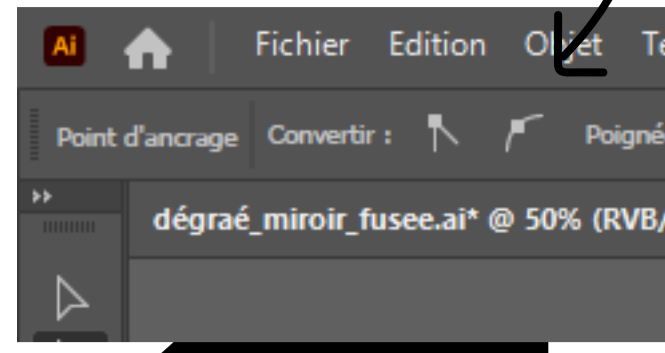 Ai Fichier Edition Objet
Point d'ancrage Convertir :
dégraé_miroir_fusee.ai* @ 50% (RVB/